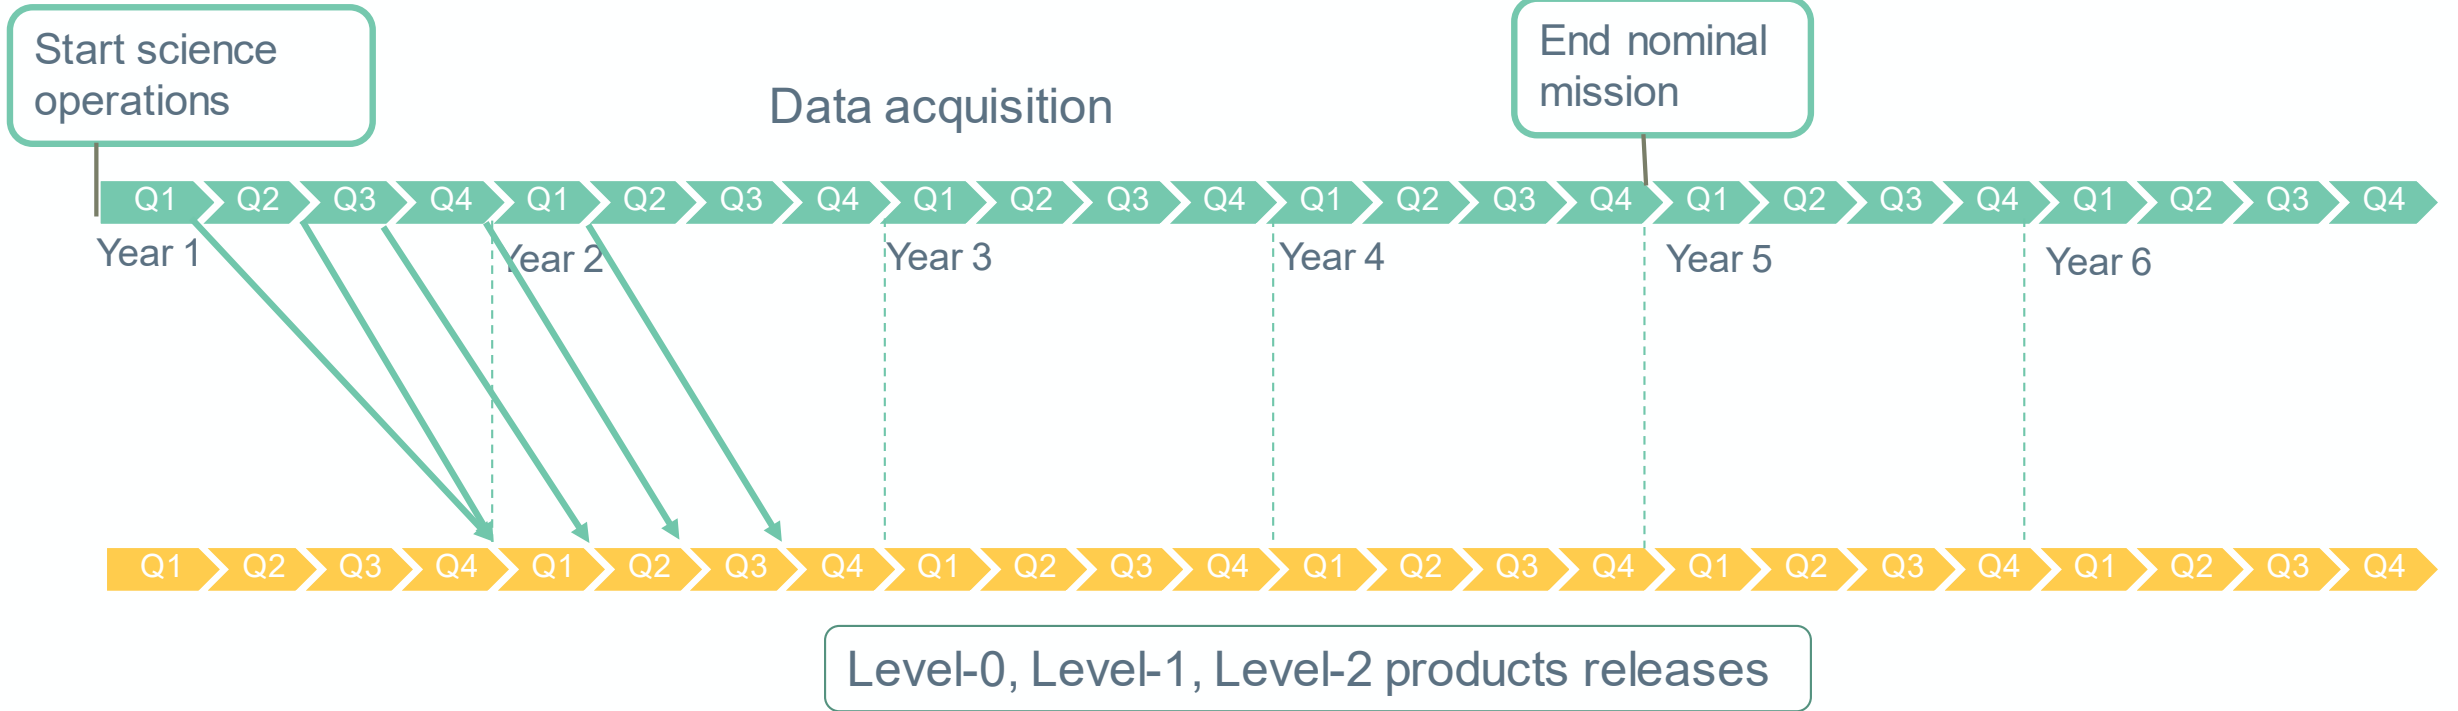 Start science
operations
End nominal
mission
Data acquisition
Q1 Q2 Q3 Q4 Q1 Q2 Q3 Q4 Q1 Q2 Q3 Q4 Q1 Q2 Q3 Q4 Q1 Q2 Q3 Q4 Q1 Q2 Q3 Q4
Year 1 Year 2 Year 3 Year 4 Year 5 Year 6
Q1 Q2 Q3 Q4 Q1 Q2 Q3 Q4 Q1 Q2 Q3 Q4 Q1 Q2 Q3 Q4 Q1 Q2 Q3 Q4 Q1 Q2 Q3 Q4
Level-0, Level-1, Level-2 products releases